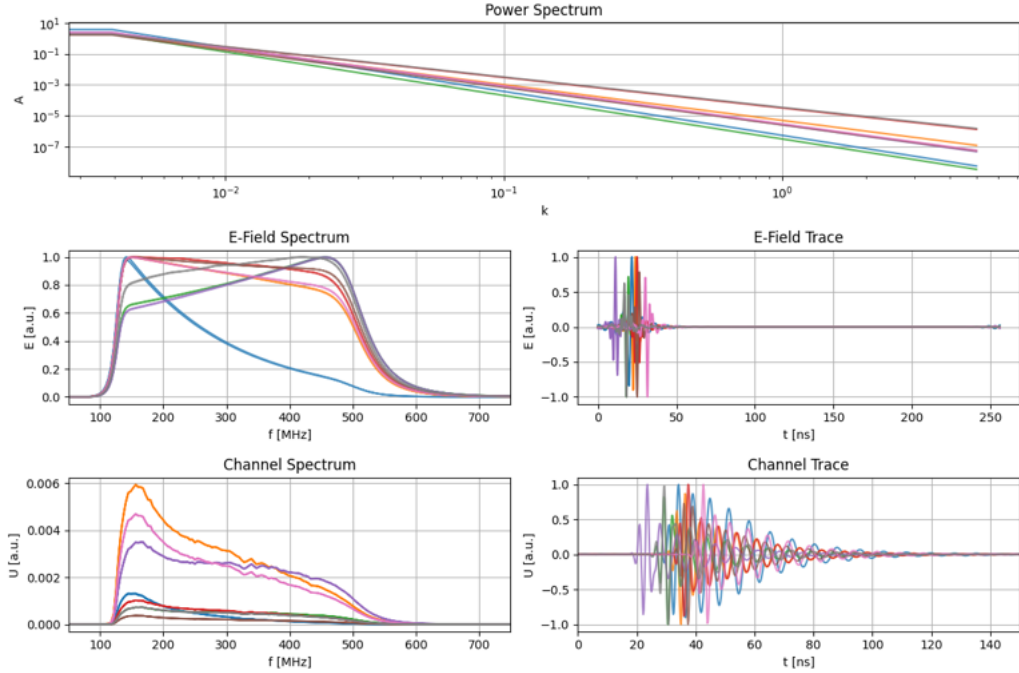 Power Spectrum
10^1
10^-1
10^-3
10^-5
10^-7
A
10^-2
10^-1
10^0
k
E-Field Spectrum
1.0
0.8
0.6
0.4
0.2
0.0
E [a.u.]
100 200 300 400 500 600 700
f [MHz]
E-Field Trace
1.0
0.5
0.0
-0.5
-1.0
E [a.u.]
0 50 100 150 200 250
t [ns]
Channel Spectrum
0.006
0.004
0.002
0.000
U [a.u.]
100 200 300 400 500 600 700
f [MHz]
Channel Trace
1.0
0.5
0.0
-0.5
-1.0
U [a.u.]
0 20 40 60 80 100 120 140
t [ns]